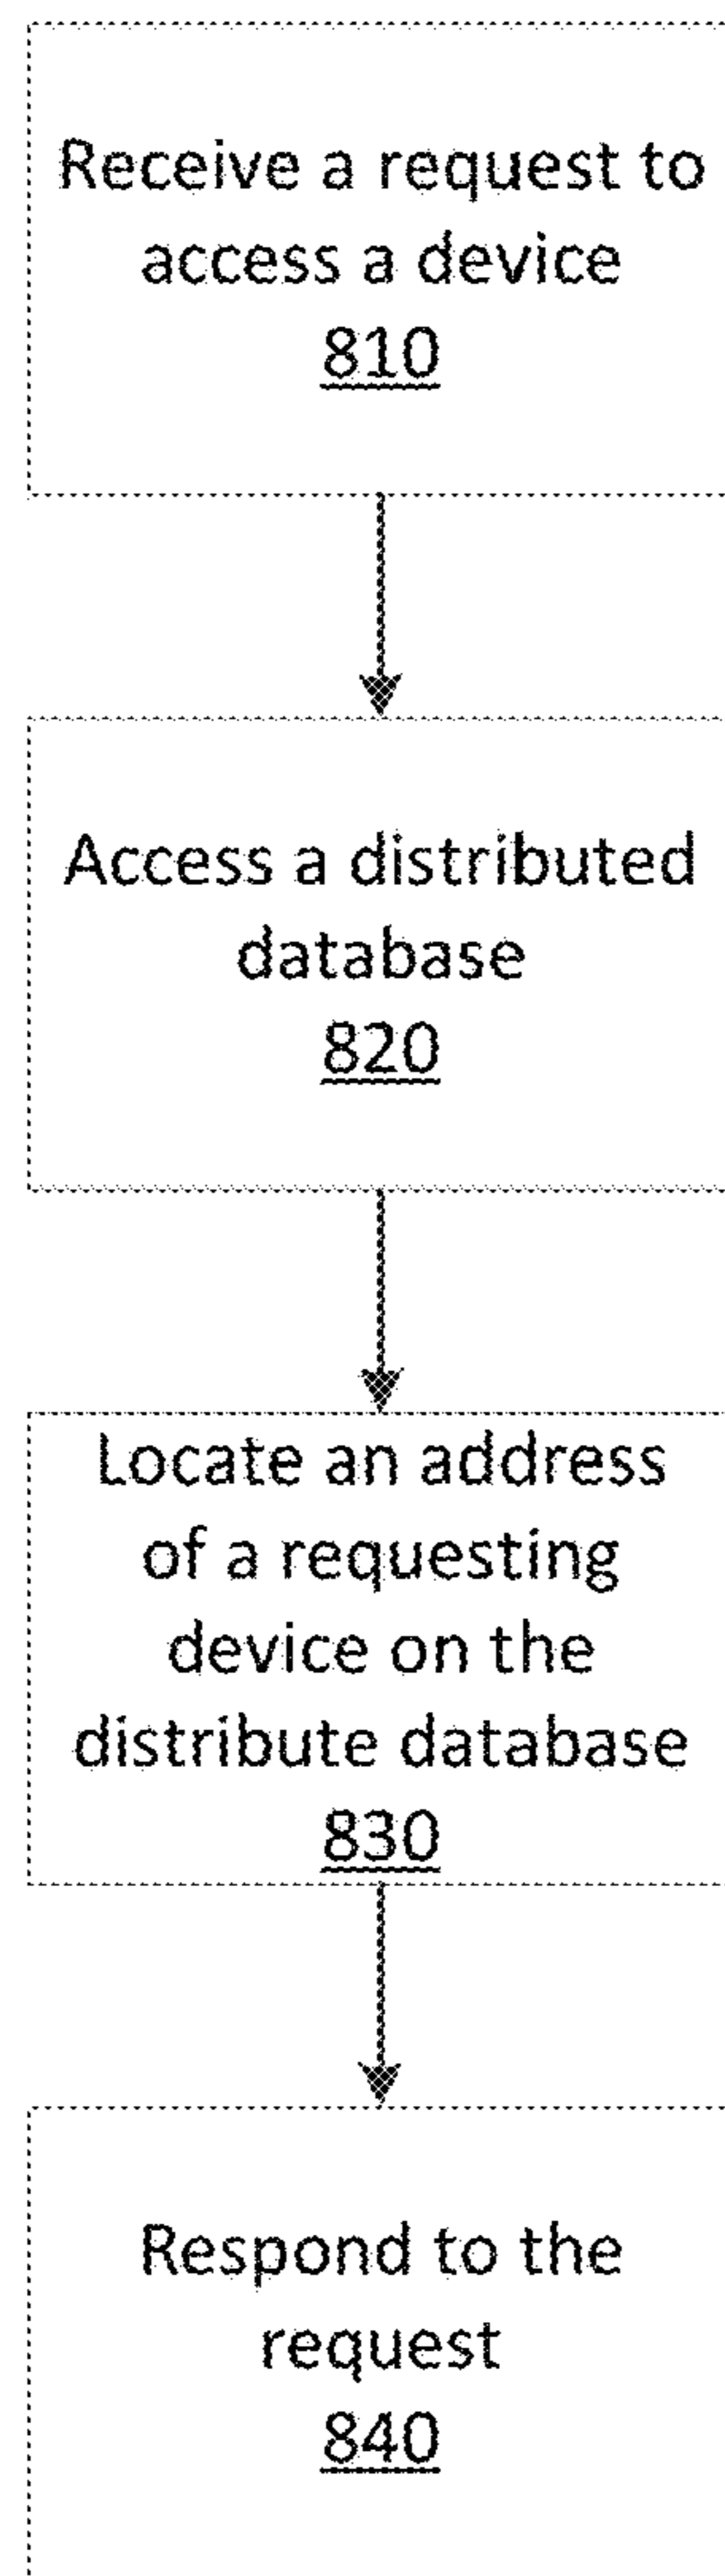 Receive a request to
access a device
810
Access a distributed
database
820
Locate an address
of a requesting
device on the
distribute database
830
Respond to the
request
840